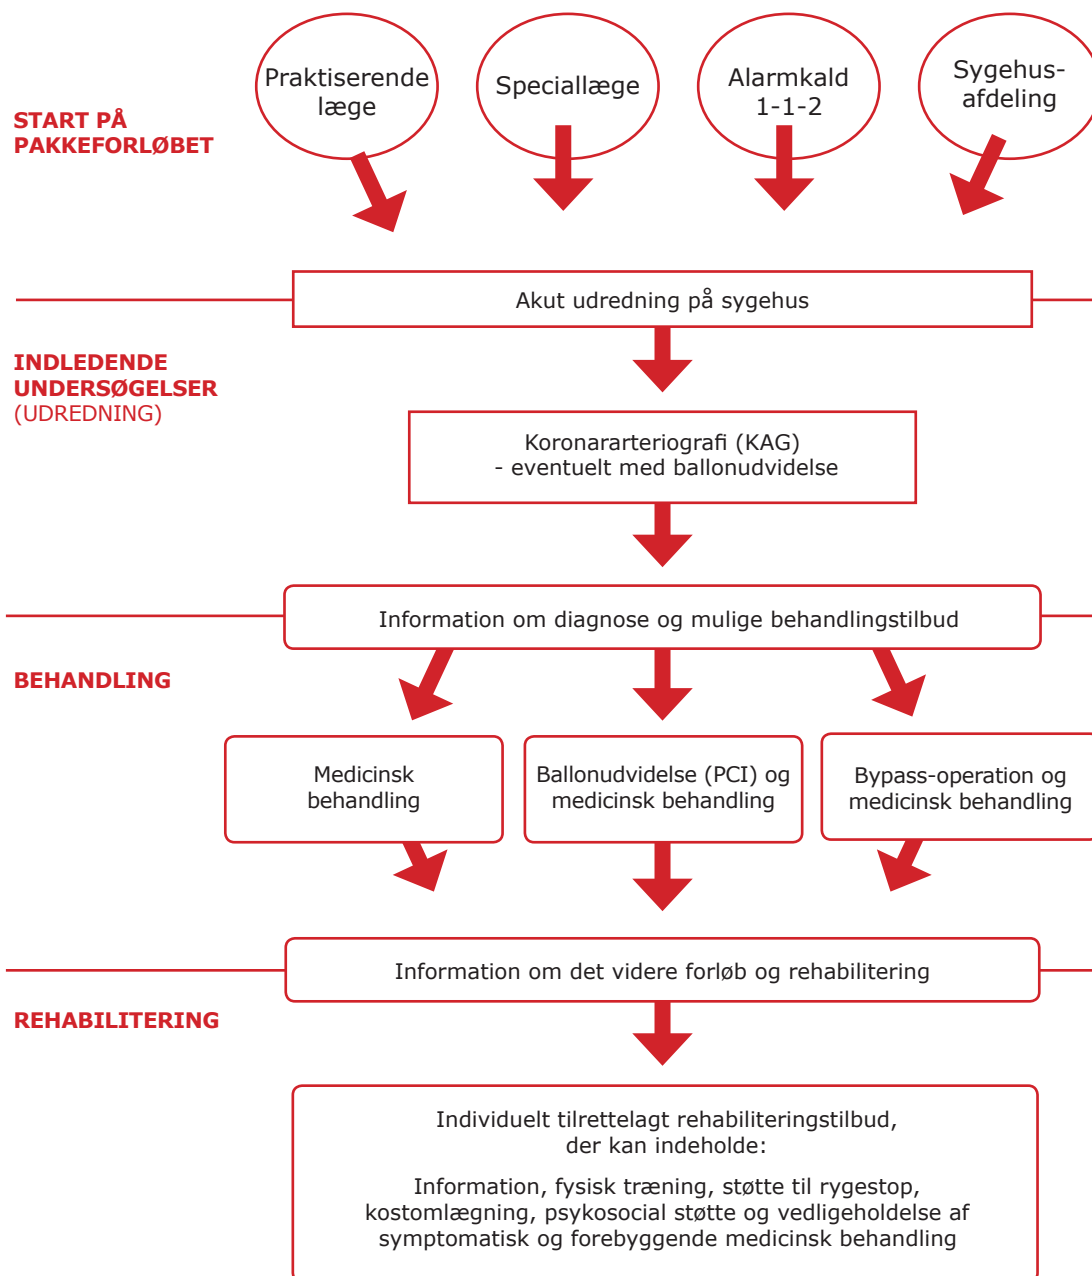 Praktiserende
læge
Speciallæge
Alarmkald
1-1-2
Sygehus-
afdeling
START PÅ
PAKKEFORLØBET
Akut udredning på sygehus
INDLEDENDE
UNDERSØGELSER
(UDREDNING)
Koronararteriografi (KAG)
- eventuelt med ballonudvidelse
Information om diagnose og mulige behandlingstilbud
BEHANDLING
Medicinsk
behandling
Ballonudvidelse (PCI) og
medicinsk behandling
Bypass-operation og
medicinsk behandling
Information om det videre forløb og rehabilitering
REHABILITERING
Individuelt tilrettelagt rehabiliteringstilbud,
der kan indeholde:
Information, fysisk træning, støtte til rygestop,
kostomlægning, psykosocial støtte og vedligeholdelse af
symptomatisk og forebyggende medicinsk behandling